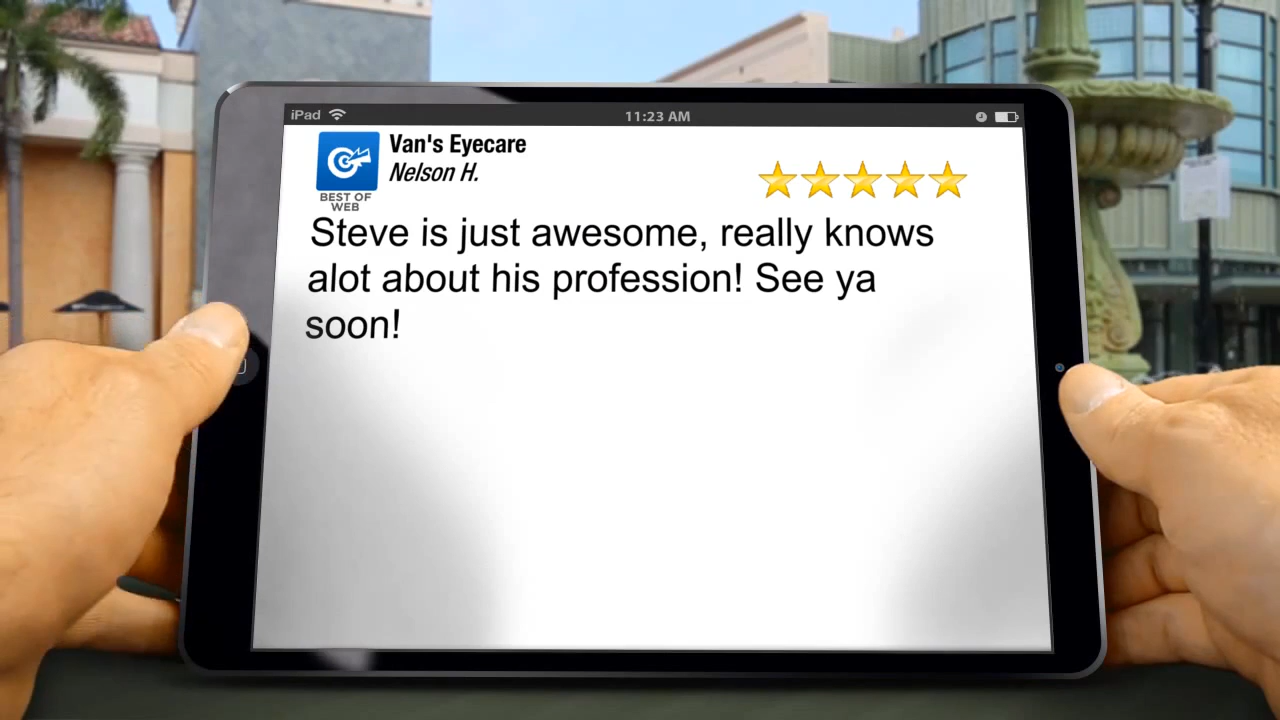 iPad
11:23 AM
Van's Eyecare
Nelson H.
BEST OF
WEB
Steve is just awesome, really knows
alot about his profession! See ya
soon!